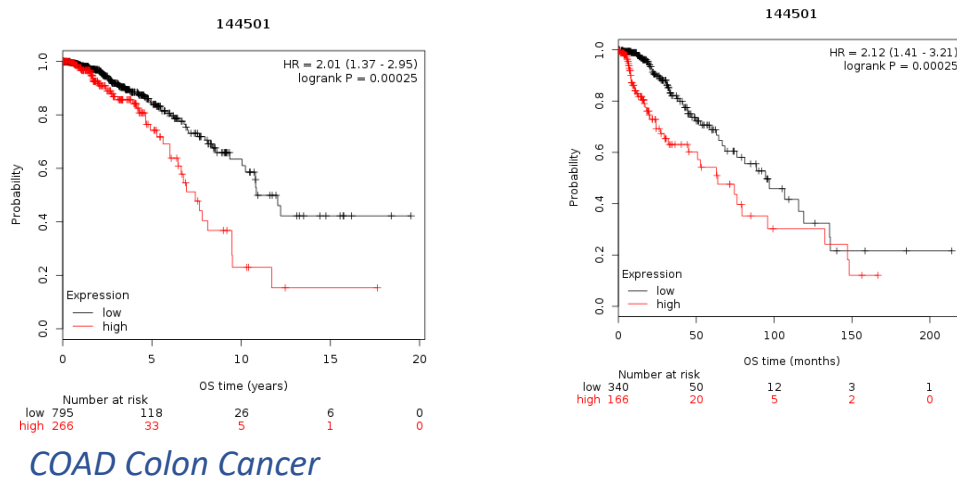 144501
HR = 2.01 (1.37 - 2.95)
logrank P = 0.00025
Probability
1.0
0.8
0.6
0.4
0.2
0.0
Expression
low
high
0 5 10 15 20
OS time (years)
Number at risk
low 795 118 26 6 0
high 266 33 5 1 0
144501
HR = 2.12 (1.41 - 3.21)
logrank P = 0.00025
Probability
1.0
0.8
0.6
0.4
0.2
0.0
Expression
low
high
0 50 100 150 200
OS time (months)
Number at risk
low 340 50 12 3 1
high 166 20 5 2 0
COAD Colon Cancer